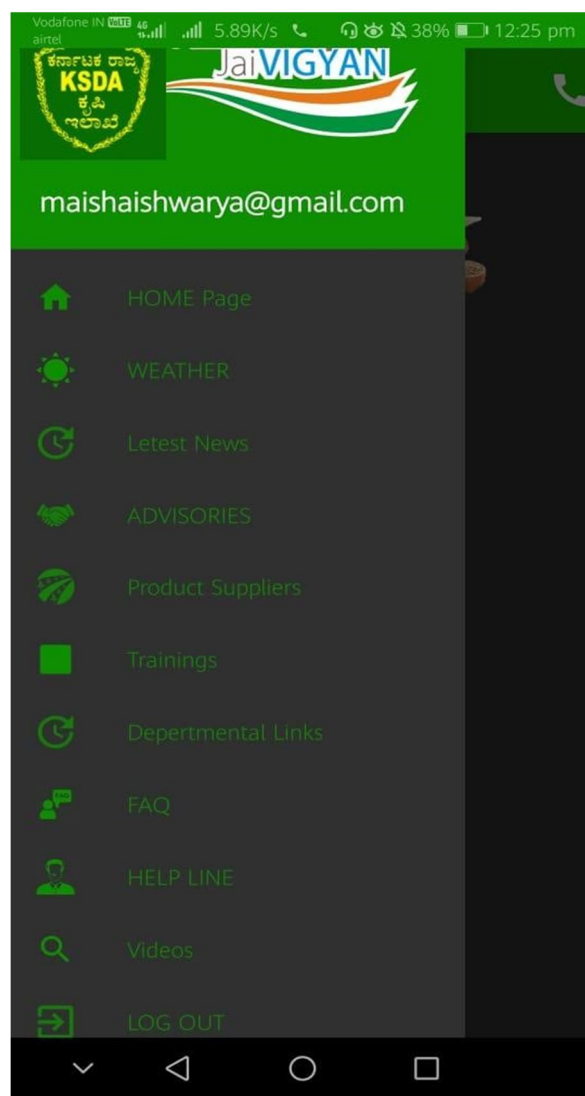 Vodafone IN VoLTE 4G 5.89K/s 38% 12:25 pm
airtel
ಕರ್ನಾಟಕ ರಾಜ್ಯ
KSDA
ಕೃಷಿ
ಇಲಾಖೆ
JaiVIGYAN
maishaishwarya@gmail.com
HOME Page
WEATHER
Letest News
ADVISORIES
Product Suppliers
Trainings
Depertmental Links
FAQ
FAQ
HELP LINE
Videos
LOG OUT